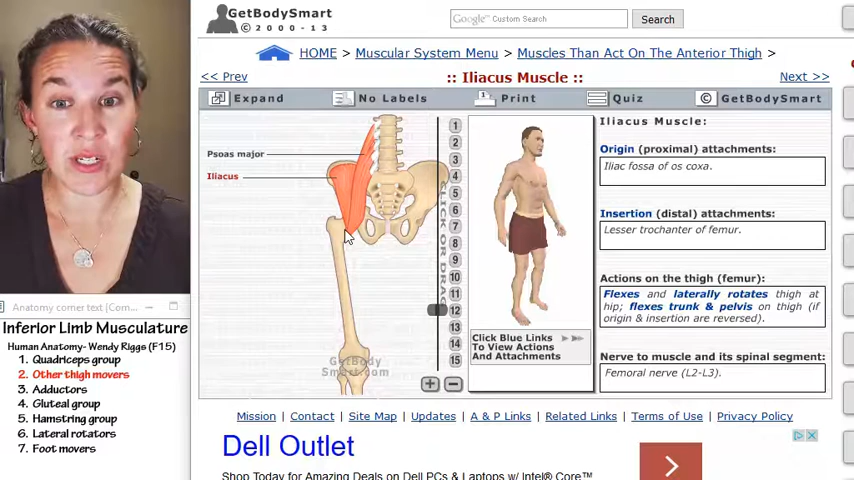 GetBodySmart
© 2000-13
Google Custom Search
Search
HOME > Muscular System Menu > Muscles Than Act On The Anterior Thigh >
<< Prev
:: Iliacus Muscle ::
Next >>
Expand
No Labels
Print
Quiz
© GetBodySmart
Psoas major
Iliacus
CLICK OR DRAG
1
2
3
4
5
6
7
8
9
10
11
12
13
14
15
GetBody
Smart.com
Click Blue Links
To View Actions
And Attachments
Iliacus Muscle:
Origin (proximal) attachments:
Iliac fossa of os coxa.
Insertion (distal) attachments:
Lesser trochanter of femur.
Actions on the thigh (femur):
Flexes and laterally rotates thigh at
hip; flexes trunk & pelvis on thigh (if
origin & insertion are reversed).
Nerve to muscle and its spinal segment:
Femoral nerve (L2-L3).
Anatomy corner text [Com...
Inferior Limb Musculature
Human Anatomy- Wendy Riggs (F15)
1. Quadriceps group
2. Other thigh movers
3. Adductors
4. Gluteal group
5. Hamstring group
6. Lateral rotators
7. Foot movers
Mission | Contact | Site Map | Updates | A & P Links | Related Links | Terms of Use | Privacy Policy
Dell Outlet
Shop Today for Amazing Deals on Dell PCs & Laptops w/ Intel® Core™